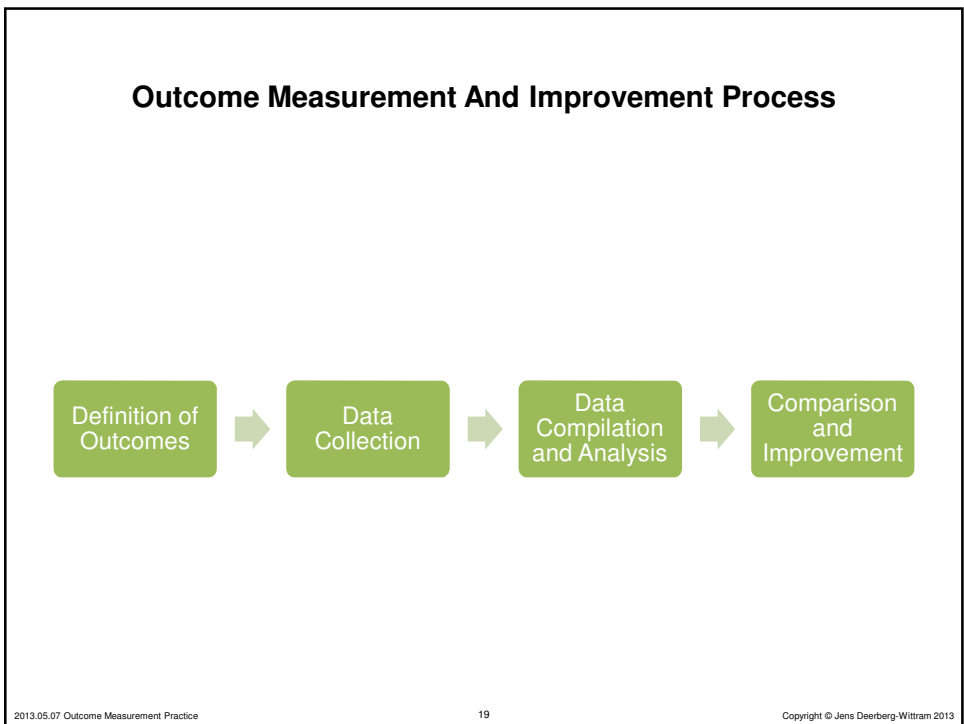 Outcome Measurement And Improvement Process
Definition of
Outcomes
Data
Collection
Data
Compilation
and Analysis
Comparison
and
Improvement
2013.05.07 Outcome Measurement Practice
19
Copyright © Jens Deerberg-Wittram 2013